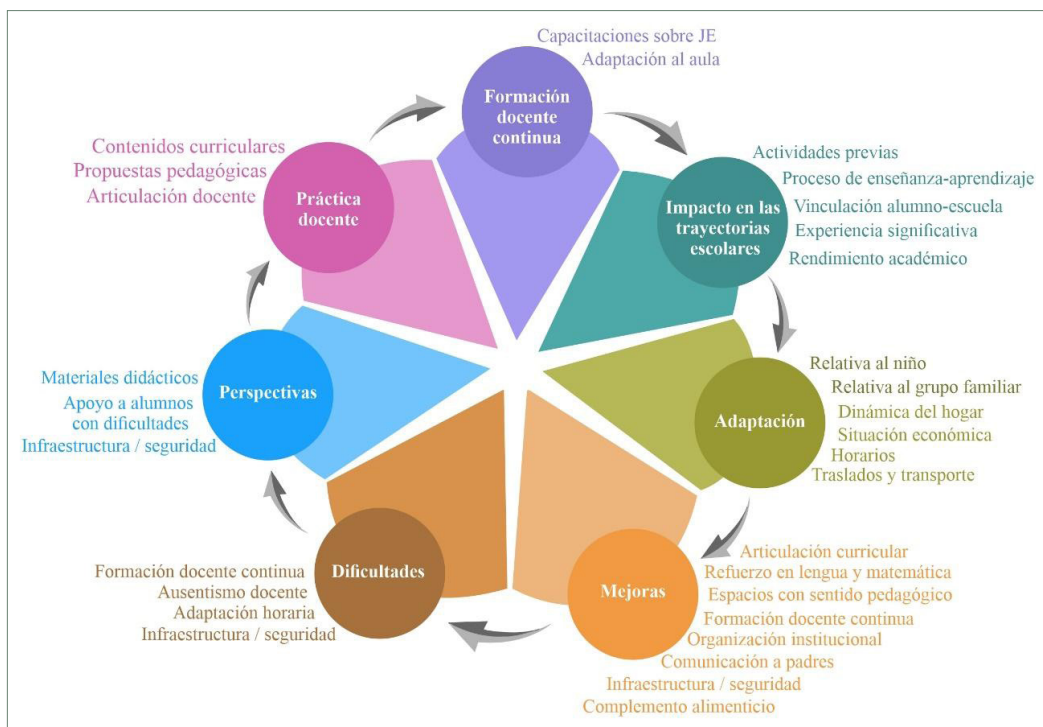 Capacitaciones sobre JE
Adaptación al aula
Formación
docente
continua
Actividades previas
Proceso de enseñanza-aprendizaje
Vinculación alumno-escuela
Experiencia significativa
Rendimiento académico
Impacto en las
trayectorias
escolares
Relativa al niño
Relativa al grupo familiar
Dinámica del hogar
Situación económica
Horarios
Traslados y transporte
Adaptación
Articulación curricular
Refuerzo en lengua y matemática
Espacios con sentido pedagógico
Formación docente continua
Organización institucional
Comunicación a padres
Infraestructura / seguridad
Complemento alimenticio
Mejoras
Dificultades
Formación docente continua
Ausentismo docente
Adaptación horaria
Infraestructura / seguridad
Perspectivas
Materiales didácticos
Apoyo a alumnos
con dificultades
Infraestructura / seguridad
Práctica
docente
Contenidos curriculares
Propuestas pedagógicas
Articulación docente